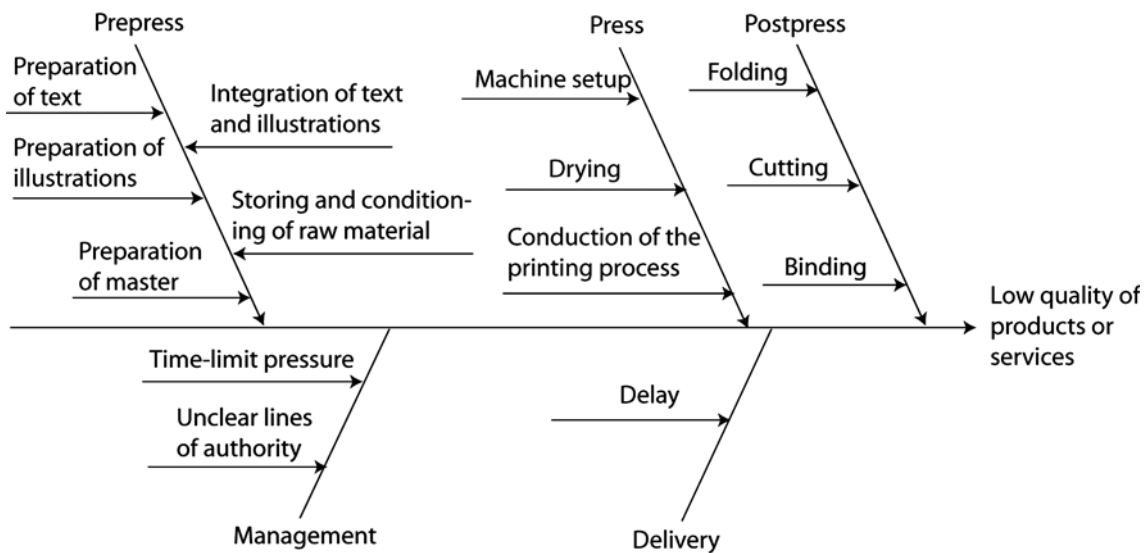 Prepress
Press
Postpress
Preparation
of text
Integration of text
and illustrations
Preparation of
illustrations
Storing and condition-
ing of raw material
Preparation
of master
Machine setup
Drying
Conduction of the
printing process
Folding
Cutting
Binding
Low quality of
products or
services
Time-limit pressure
Unclear lines
of authority
Management
Delay
Delivery